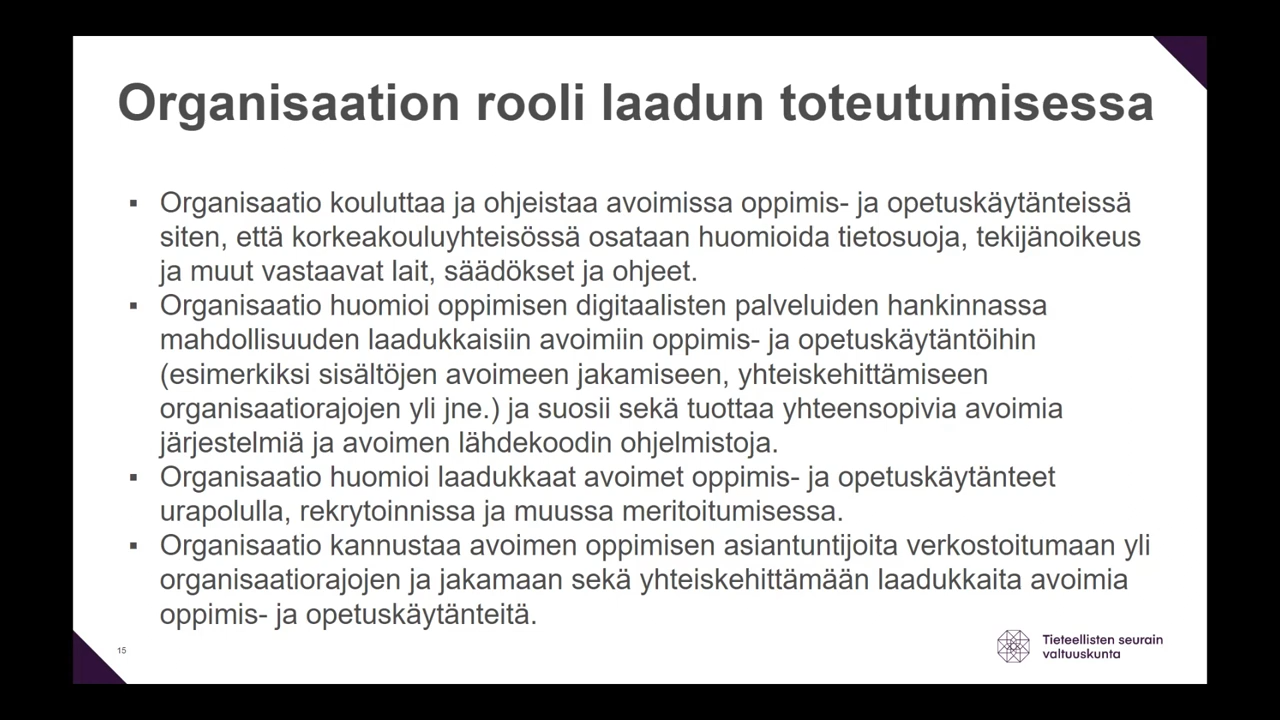 Organisaation rooli laadun toteutumisessa
▪ Organisaatio kouluttaa ja ohjeistaa avoimissa oppimis- ja opetuskäytänteissä
siten, että korkeakouluyhteisössä osataan huomioida tietosuoja, tekijänoikeus
ja muut vastaavat lait, säädökset ja ohjeet.
▪ Organisaatio huomioi oppimisen digitaalisten palveluiden hankinnassa
mahdollisuuden laadukkaisiin avoimiin oppimis- ja opetuskäytäntöihin
(esimerkiksi sisältöjen avoimeen jakamiseen, yhteiskehittämiseen
organisaatiorajojen yli jne.) ja suosii sekä tuottaa yhteensopivia avoimia
järjestelmiä ja avoimen lähdekoodin ohjelmistoja.
▪ Organisaatio huomioi laadukkaat avoimet oppimis- ja opetuskäytänteet
urapolulla, rekrytoinnissa ja muussa meritoitumisessa.
▪ Organisaatio kannustaa avoimen oppimisen asiantuntijoita verkostoitumaan yli
organisaatiorajojen ja jakamaan sekä yhteiskehittämään laadukkaita avoimia
oppimis- ja opetuskäytänteitä.
15
Tieteellisten seurain
valtuuskunta